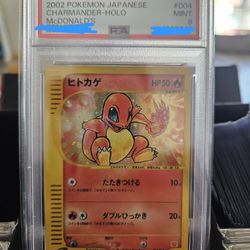 2002 POKEMON JAPANESE #004
CHARMANDER-HOLO MINT
McDONALD'S 9
PSA
ヒトカゲ HP50
たたきつける 10
ダブルひっかき 20